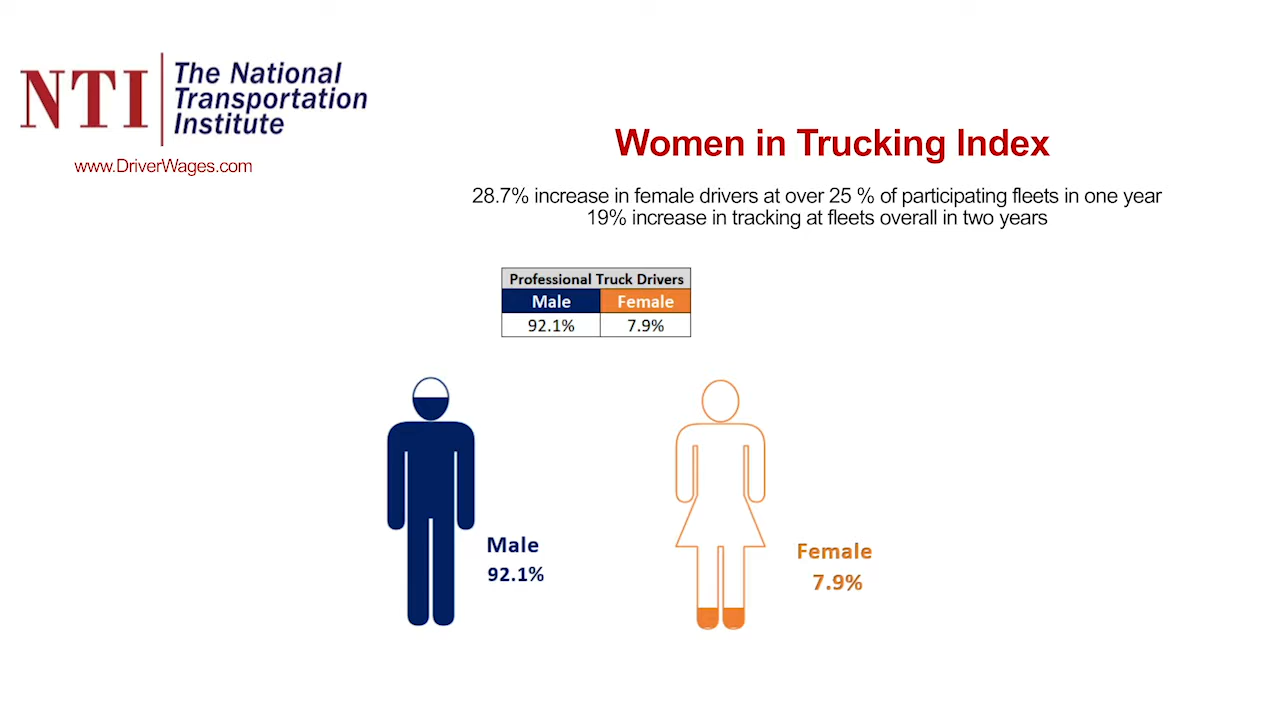 NTI
The National
Transportation
Institute
www.DriverWages.com
Women in Trucking Index
28.7% increase in female drivers at over 25 % of participating fleets in one year
19% increase in tracking at fleets overall in two years
Professional Truck Drivers
Male Female
92.1% 7.9%
Male
92.1%
Female
7.9%